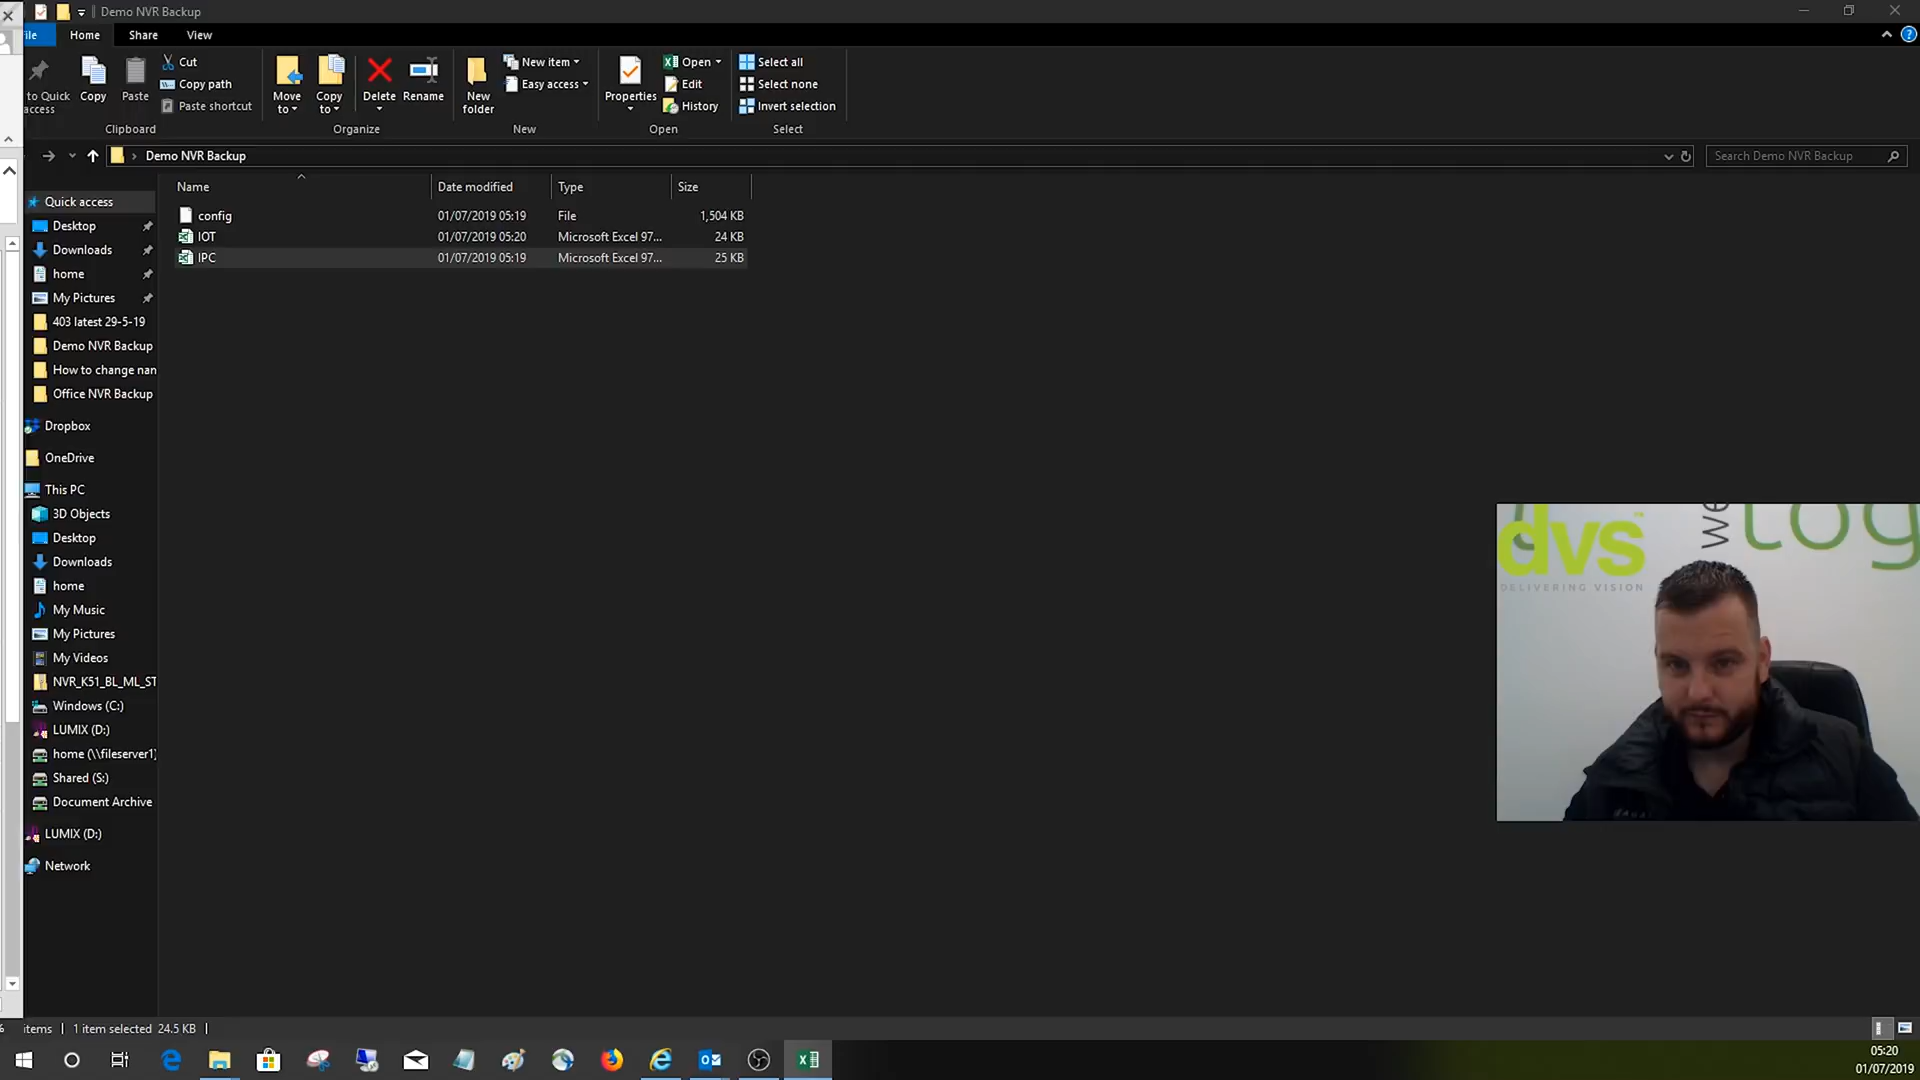 Demo NVR Backup
ile
Home
Share
View
to Quick
access
Copy
Paste
Cut
Copy path
Paste shortcut
Clipboard
Move
to
Copy
to
Delete
Rename
Organize
New
folder
New item
Easy access
New
Properties
Open
Edit
History
Open
Select all
Select none
Invert selection
Select
Demo NVR Backup
Search Demo NVR Backup
Name
Date modified
Type
Size
config 01/07/2019 05:19 File 1,504 KB
IOT 01/07/2019 05:20 Microsoft Excel 97... 24 KB
IPC 01/07/2019 05:19 Microsoft Excel 97... 25 KB
Quick access
Desktop
Downloads
home
My Pictures
403 latest 29-5-19
Demo NVR Backup
How to change nan
Office NVR Backup
Dropbox
OneDrive
This PC
3D Objects
Desktop
Downloads
home
My Music
My Pictures
My Videos
NVR_K51_BL_ML_ST
Windows (C:)
LUMIX (D:)
home (\\fileserver1)
Shared (S:)
Document Archive
LUMIX (D:)
Network
dvs™
DELIVERING VISION
we
log
items 1 item selected 24.5 KB
05:20
01/07/2019